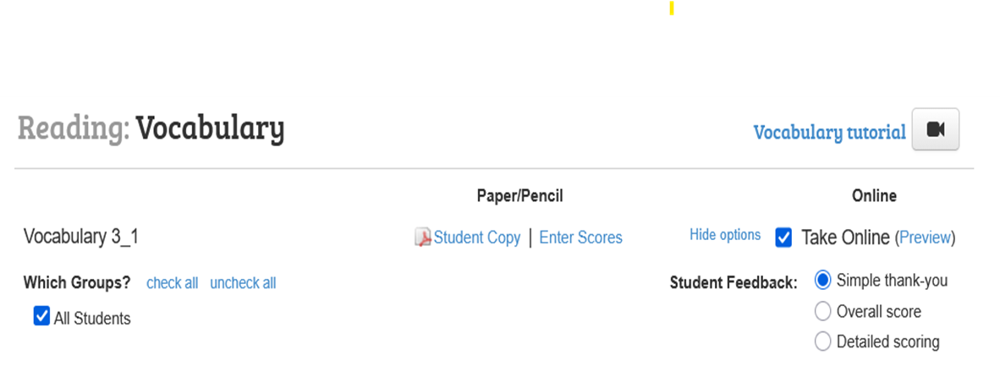 Reading: Vocabulary
Vocabulary tutorial
Paper/Pencil
Online
Vocabulary 3_1
Student Copy | Enter Scores
Hide options
Take Online (Preview)
Which Groups? check all uncheck all
All Students
Student Feedback:
Simple thank-you
Overall score
Detailed scoring